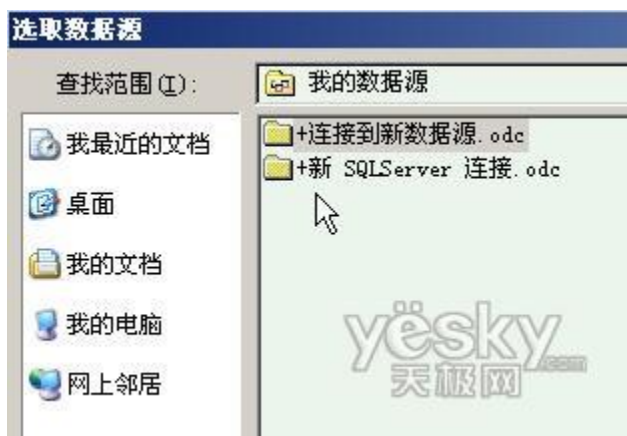 选取数据源
查找范围(I):
我的数据源
我最近的文档
桌面
我的文档
我的电脑
网上邻居
+连接到新数据源.odc
+新 SQLServer 连接.odc
yësky.com
天极网